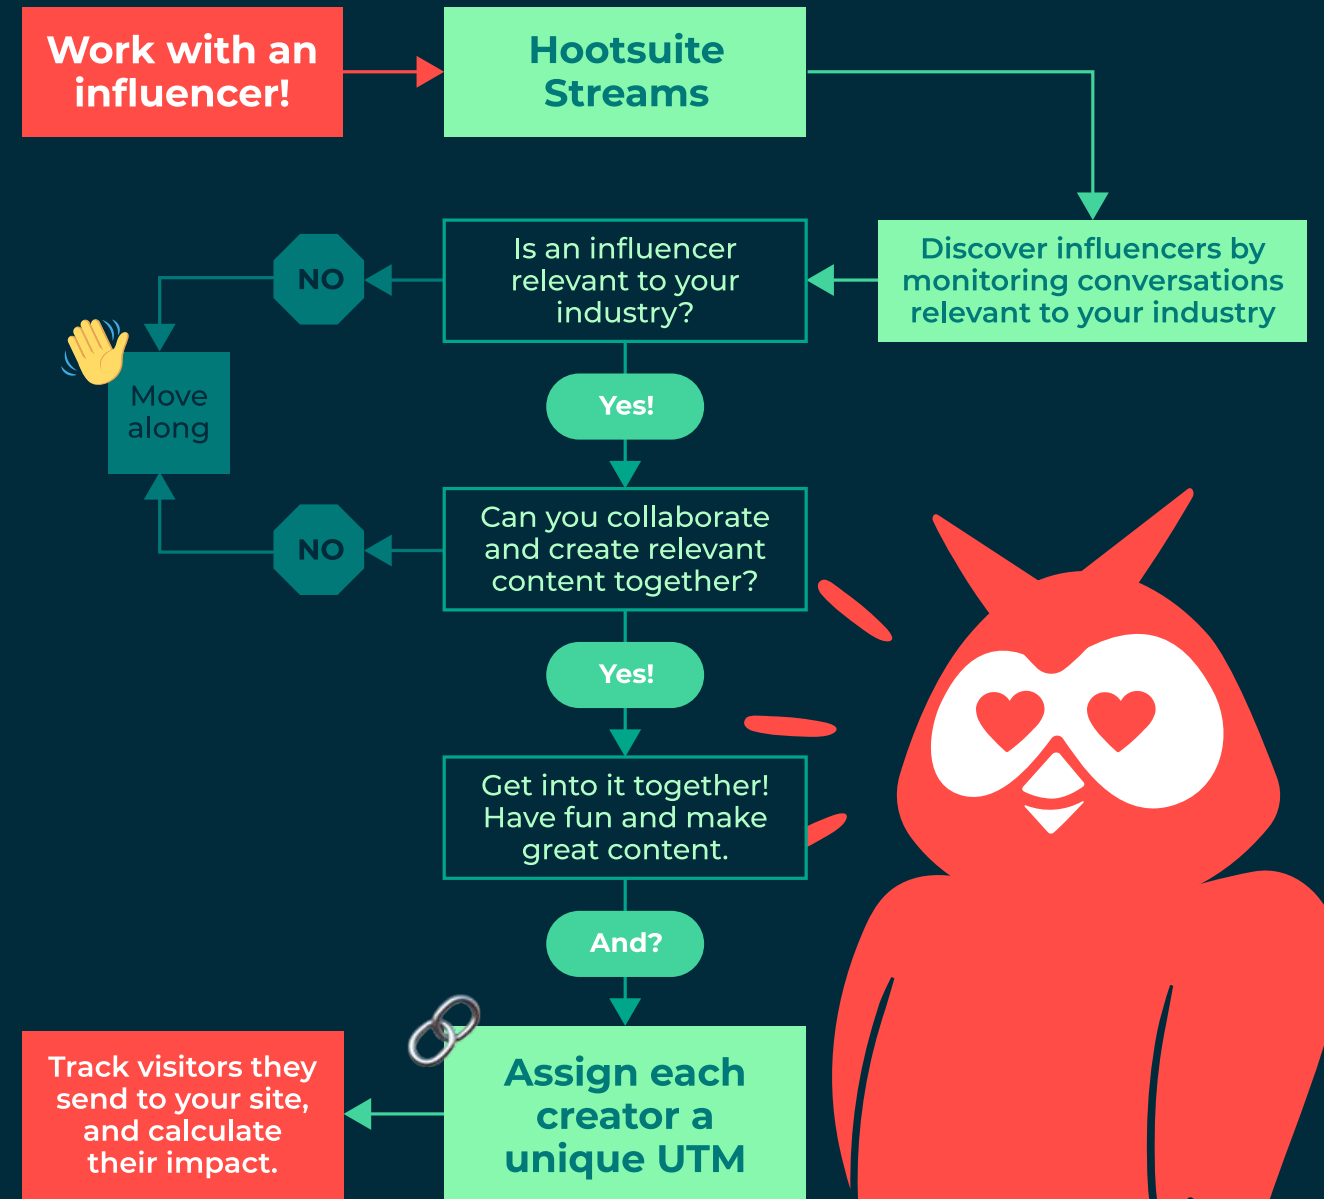 Work with an
influencer!
Hootsuite
Streams
Discover influencers by
monitoring conversations
relevant to your industry
Is an influencer
relevant to your
industry?
NO
Move
along
Yes!
Can you collaborate
and create relevant
content together?
NO
Yes!
Get into it together!
Have fun and make
great content.
And?
Assign each
creator a
unique UTM
Track visitors they
send to your site,
and calculate
their impact.